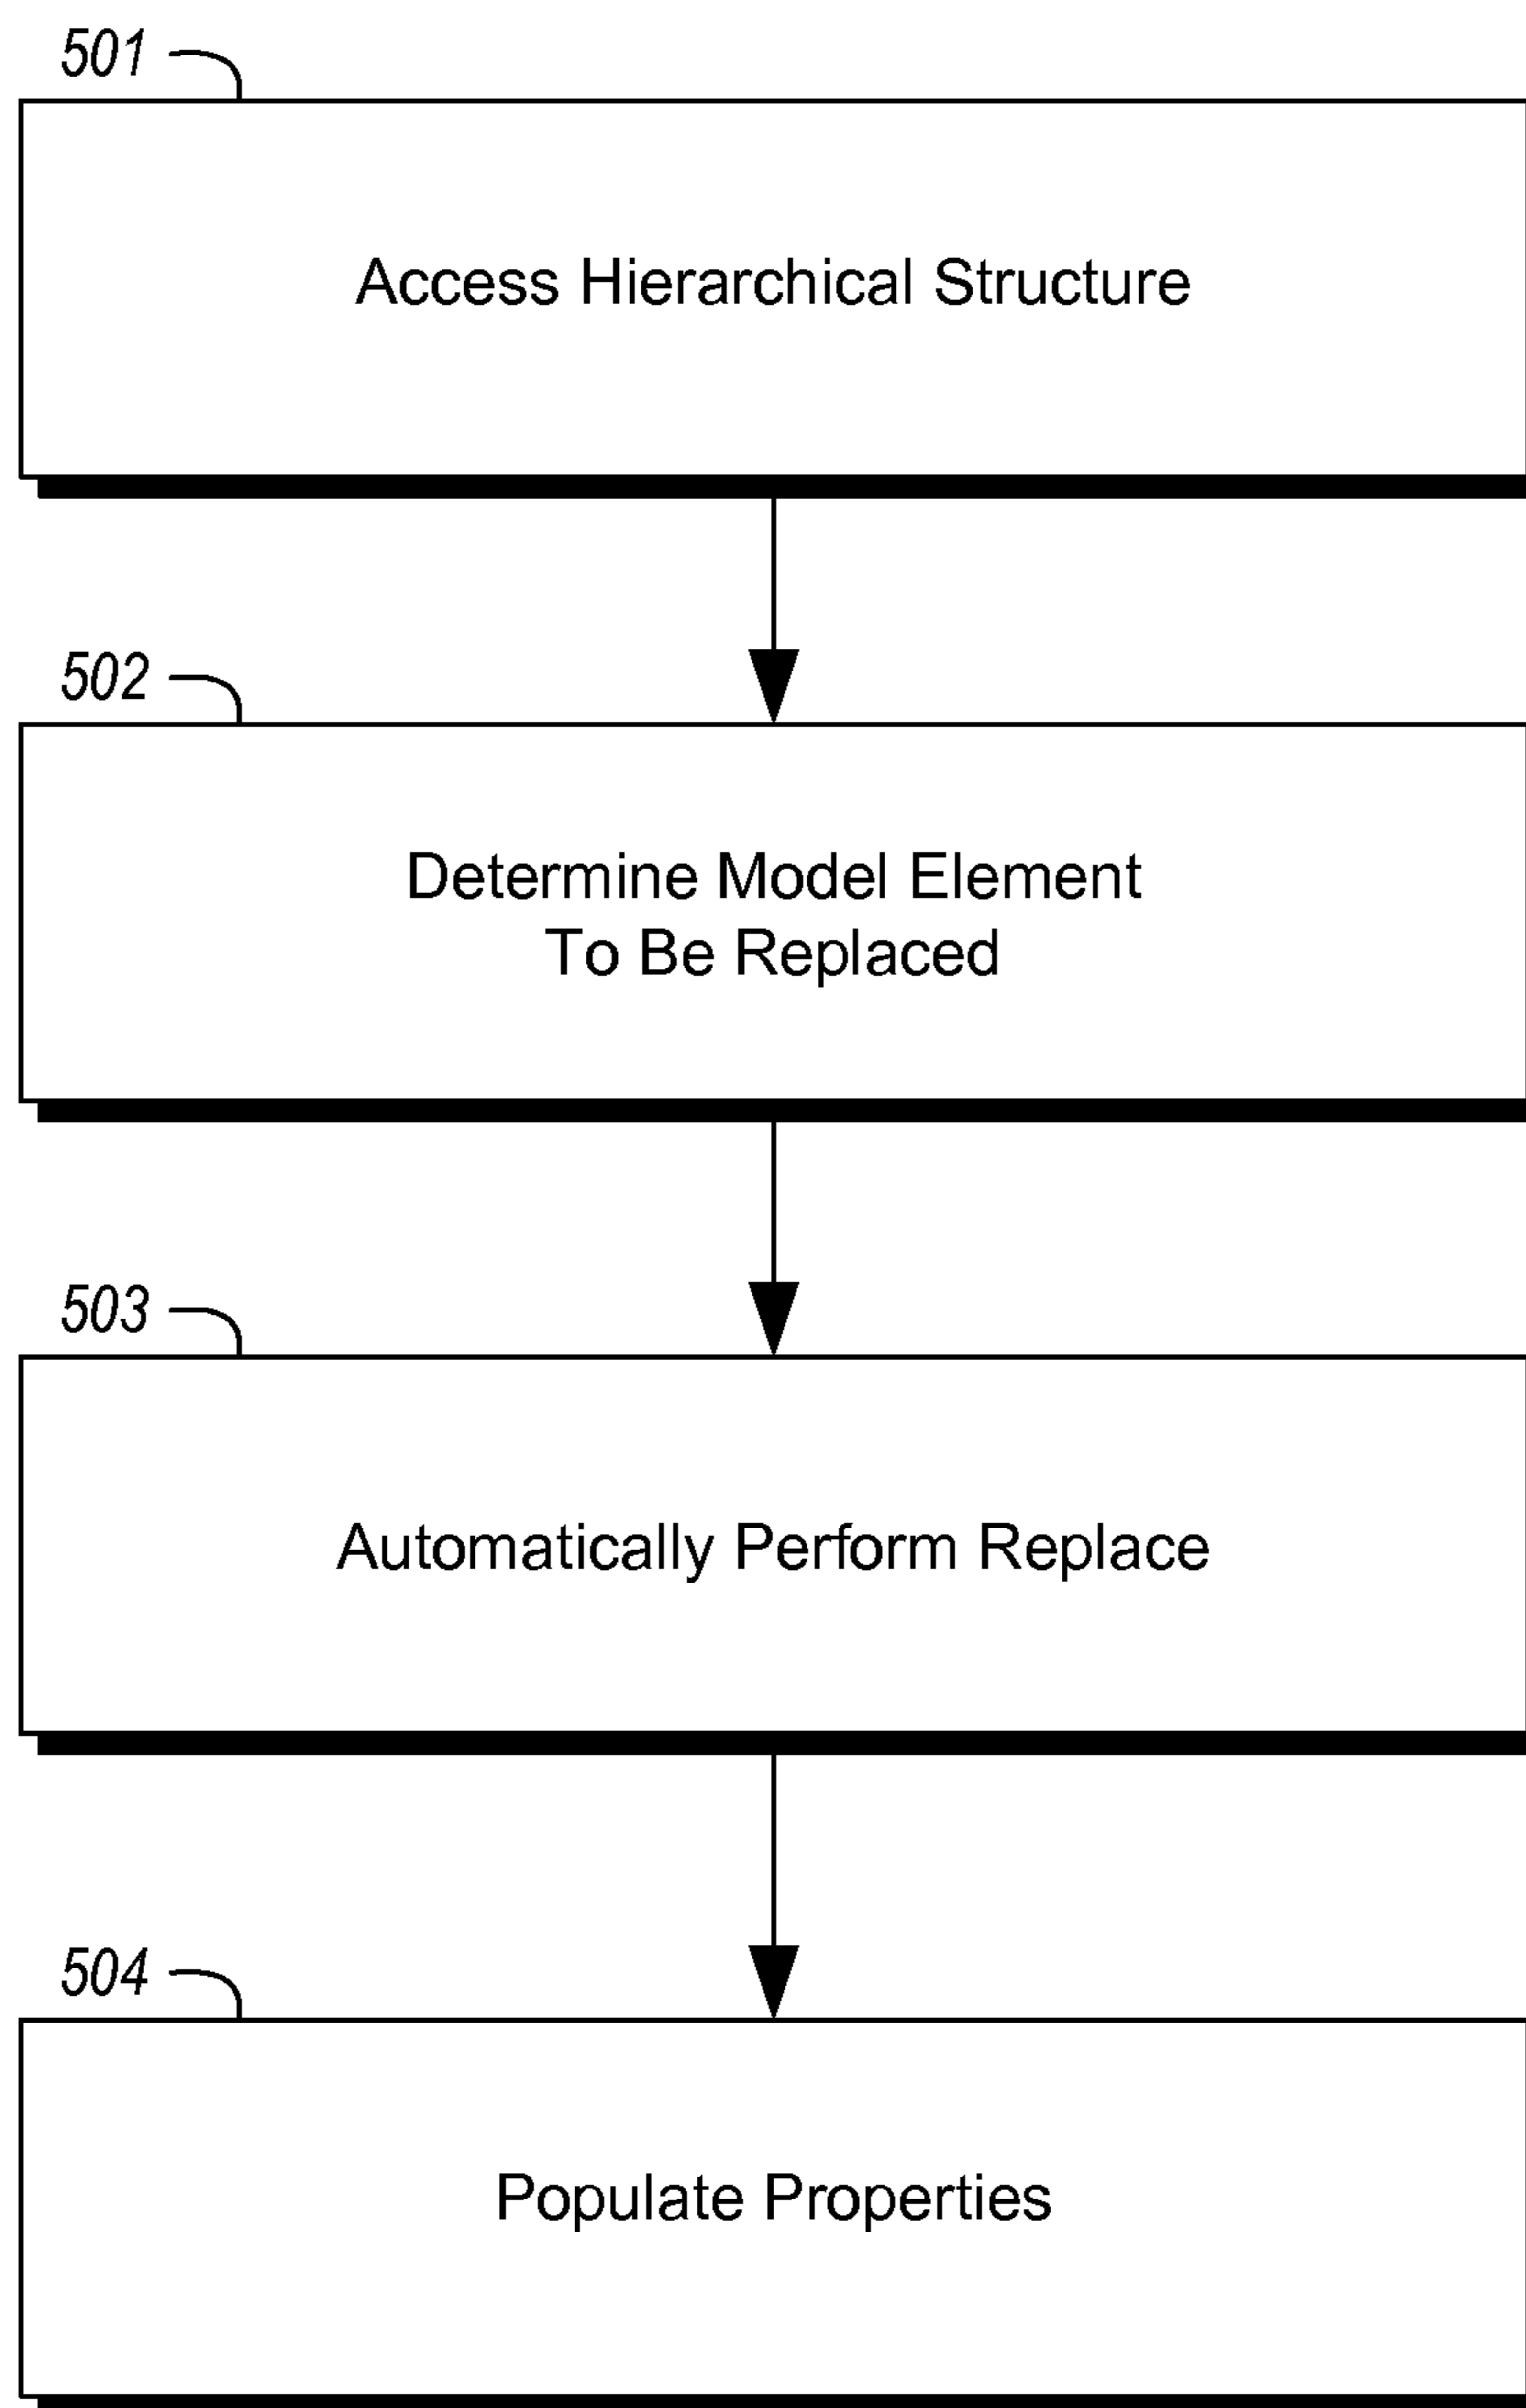 501
Access Hierarchical Structure
502
Determine Model Element
To Be Replaced
503
Automatically Perform Replace
504
Populate Properties